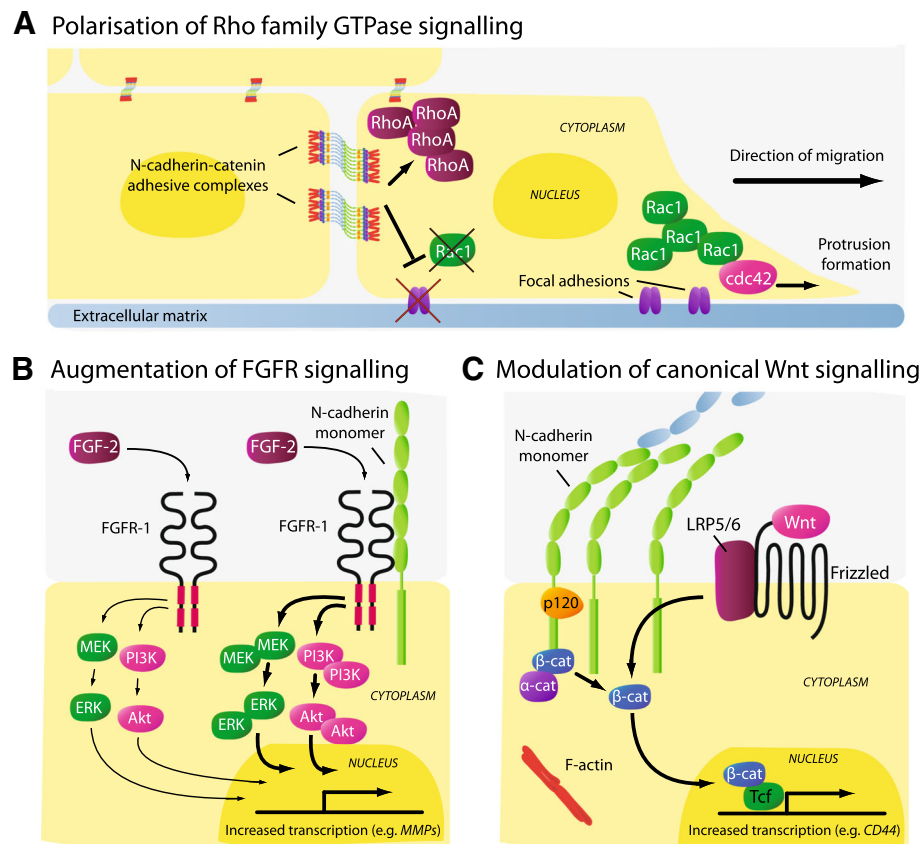 A Polarisation of Rho family GTPase signalling
RhoA
RhoA
RhoA
RhoA
CYTOPLASM
N-cadherin-catenin
adhesive complexes
NUCLEUS
Direction of migration
Rac1
Rac1
Rac1
Rac1
Rac1
cdc42
Protrusion
formation
Focal adhesions
Extracellular matrix
B Augmentation of FGFR signalling
N-cadherin
monomer
FGF-2
FGF-2
FGFR-1
FGFR-1
MEK
PI3K
MEK
MEK
PI3K
PI3K
ERK
Akt
ERK
ERK
Akt
Akt
CYTOPLASM
NUCLEUS
Increased transcription (e.g. MMPs)
C Modulation of canonical Wnt signalling
N-cadherin
monomer
LRP5/6
Wnt
Frizzled
p120
β-cat
α-cat
β-cat
CYTOPLASM
F-actin
NUCLEUS
β-cat
Tcf
Increased transcription (e.g. CD44)